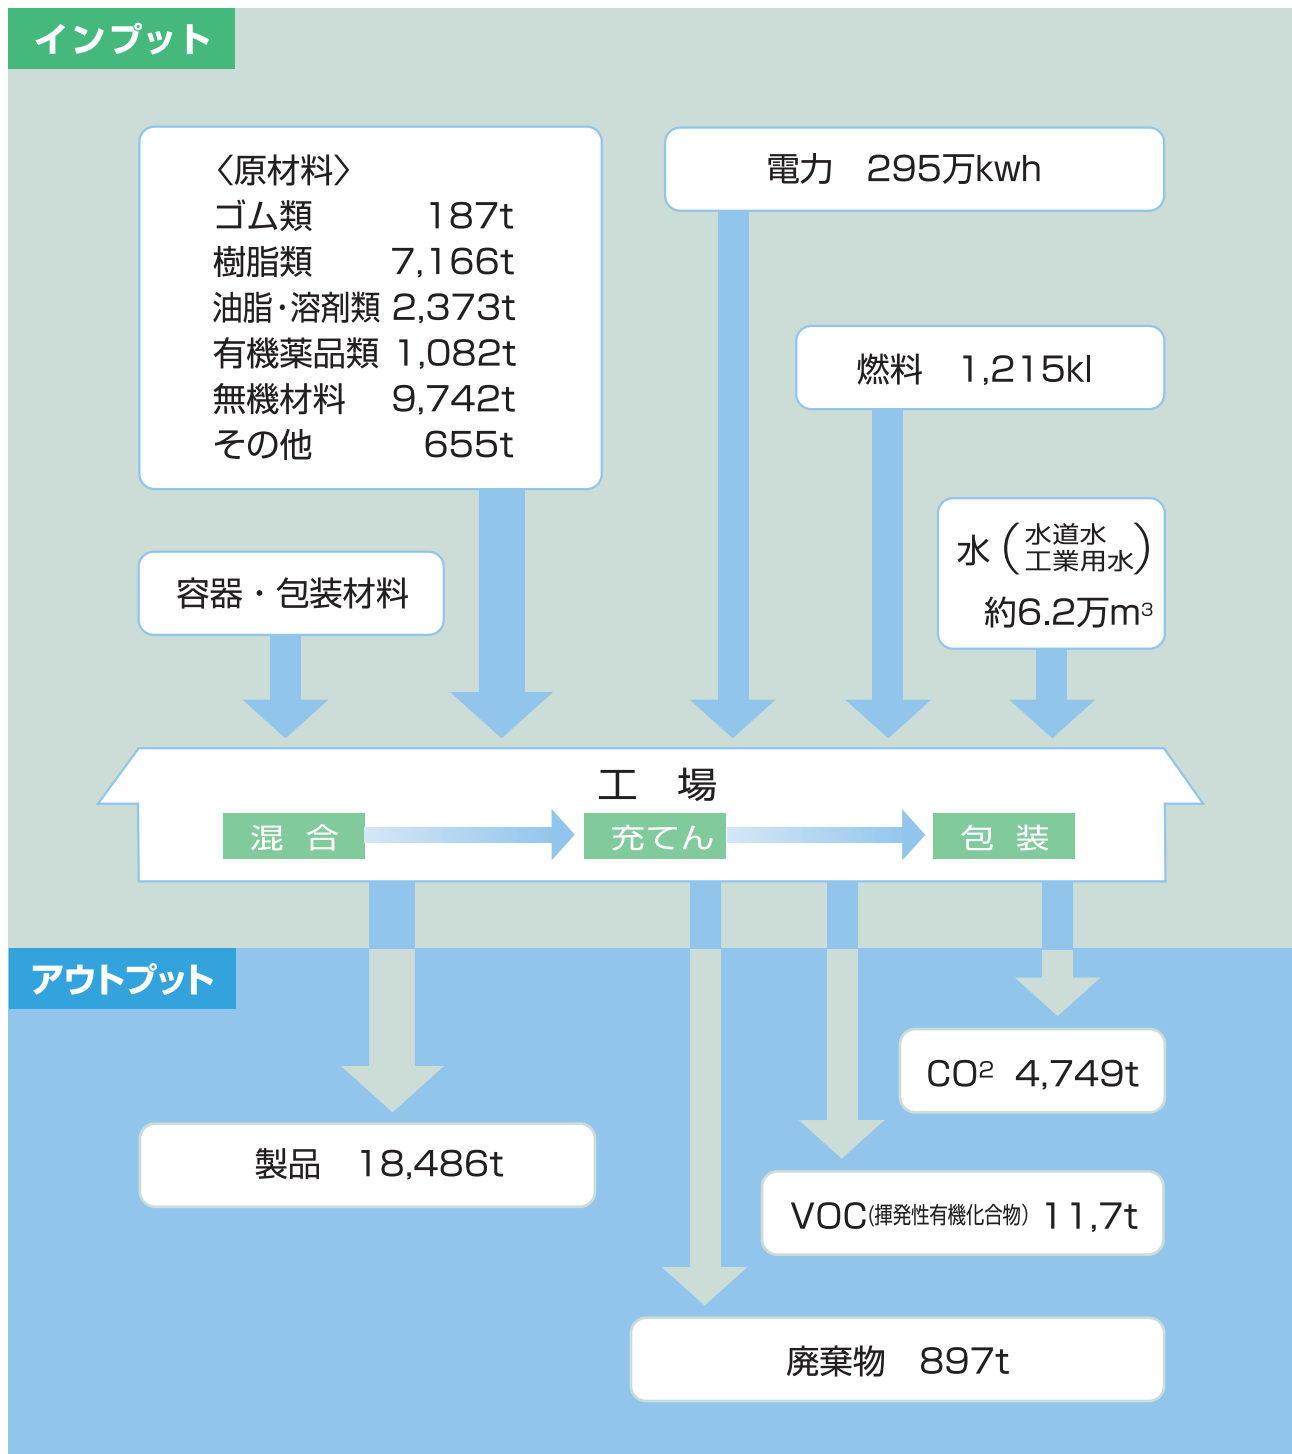 インプット
〈原材料〉
ゴム類 187t
樹脂類 7,166t
油脂・溶剤類 2,373t
有機薬品類 1,082t
無機材料 9,742t
その他 655t
電力 295万kwh
燃料 1,215kl
水(水道水
工業用水)
約6.2万m³
容器・包装材料
工 場
混 合
充てん
包 装
アウトプット
CO² 4,749t
製品 18,486t
VOC(揮発性有機化合物) 11,7t
廃棄物 897t